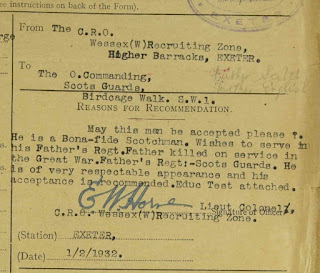 instructions on back of the Form).
EXETER
From The C.R.O.
Wessex(W)Recruiting Zone,
Higher Barracks, EXETER.
To
The O.Commanding,
Scots Guards,
Birdcage Walk. S.W.1.
REASONS FOR RECOMMENDATION.
May this man be accepted please ?.
He is a Bona-fide Scotchman. Wishes to serve in
his Father's Regt.Father killed on service in
the Great War.Father's Regt:-Scots Guards. He
is of very respectable appearance and his
acceptance is recommended.Educ Test attached.
Lieut Colonel,
Signature of Officer
C.R.O. Wessex(W)Recruiting Zone.
(Station) EXETER,
(Date) 1/2/1932.